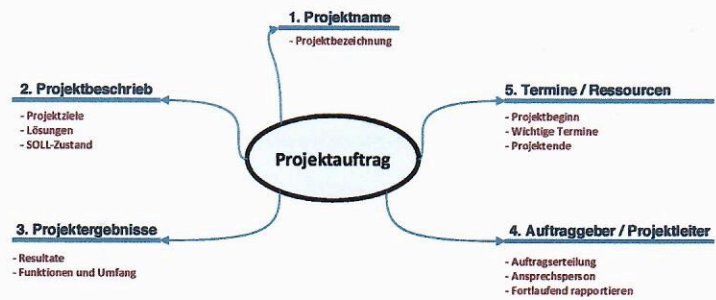 1. Projektname
- Projektbezeichnung
2. Projektbeschrieb
- Projektziele
- Lösungen
- SOLL-Zustand
5. Termine / Ressourcen
- Projektbeginn
- Wichtige Termine
- Projektende
Projektauftrag
3. Projektergebnisse
- Resultate
- Funktionen und Umfang
4. Auftraggeber / Projektleiter
- Auftragserteilung
- Ansprechsperson
- Fortlaufend rapportieren